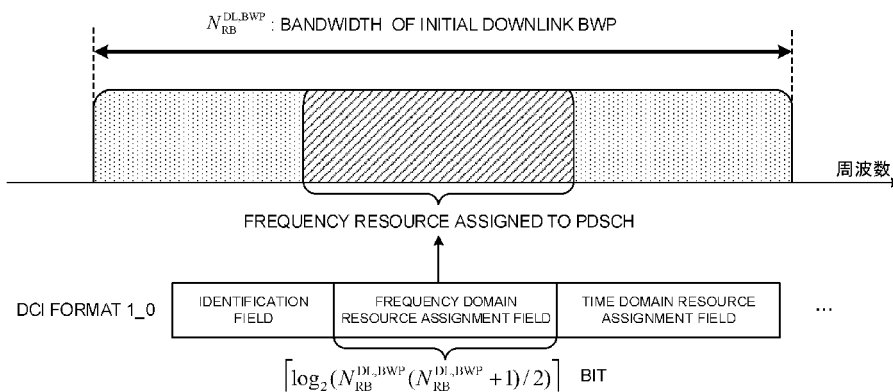 N_RB^DL,BWP : BANDWIDTH OF INITIAL DOWNLINK BWP
周波数
FREQUENCY RESOURCE ASSIGNED TO PDSCH
DCI FORMAT 1_0
IDENTIFICATION
FIELD
FREQUENCY DOMAIN
RESOURCE ASSIGNMENT FIELD
TIME DOMAIN RESOURCE
ASSIGNMENT FIELD
...
⌈log₂(N_RB^DL,BWP (N_RB^DL,BWP +1)/2)⌉ BIT